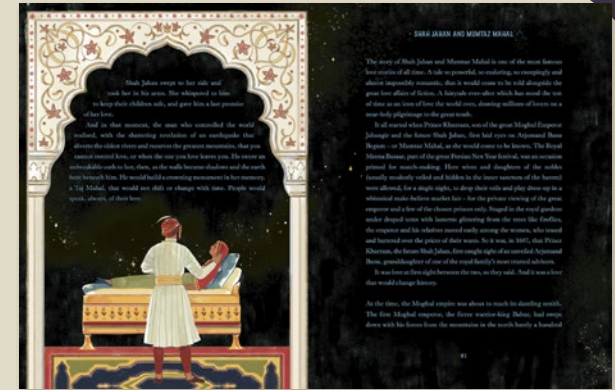 Shah Jahan swept to her side and
took her in his arms. She whispered to him
to keep their children safe, and gave him a last promise
of her love.
And in that moment, the man who controlled the world
realised, with the shattering revelation of an earthquake that
diverts the oldest rivers and recarves the greatest mountains, that you
cannot control love, or when the one you love leaves you. He swore an
unbreakable oath to her, then, as the walls became shadows and the earth
bent beneath him. He would build a crowning monument in her memory,
a Taj Mahal, that would not shift or change with time. People would
speak, always, of their love.
SHAH JAHAN AND MUMTAZ MAHAL
The story of Shah Jahan and Mumtaz Mahal is one of the most famous
love stories of all time. A tale so powerful, so enduring, so sweepingly and
almost impossibly romantic, that it would come to be told alongside the
great love affairs of fiction. A fairytale ever-after which has stood the test
of time as an icon of love the world over, drawing millions of lovers on a
near-holy pilgrimage to the great tomb.
It all started when Prince Khurram, son of the great Mughal Emperor
Jahangir and the future Shah Jahan, first laid eyes on Arjumand Banu
Begum – or Mumtaz Mahal, as she would come to be known. The Royal
Meena Bazaar, part of the great Persian New Year festival, was an occasion
primed for match-making. Here wives and daughters of the nobles
(usually modestly veiled and hidden in the inner sanctum of the harem)
were allowed, for a single night, to drop their veils and play dress-up in a
whimsical make-believe market fair – for the private viewing of the great
emperor and a few of the chosen princes only. Staged in the royal gardens
under draped tents with lanterns glittering from the trees like fireflies,
the emperor and his relatives moved easily among the women, who teased
and bartered over the prices of their wares. So it was, in 1607, that Prince
Khurram, the future Shah Jahan, first caught sight of an unveiled Arjumand
Banu, granddaughter of one of the royal family's most trusted advisors.
It was love at first sight between the two, so they said. And it was a love
that would change history.
At the time, the Mughal empire was about to reach its dazzling zenith.
The first Mughal emperor, the fierce warrior-king Babur, had swept
down with his forces from the mountains in the north barely a hundred